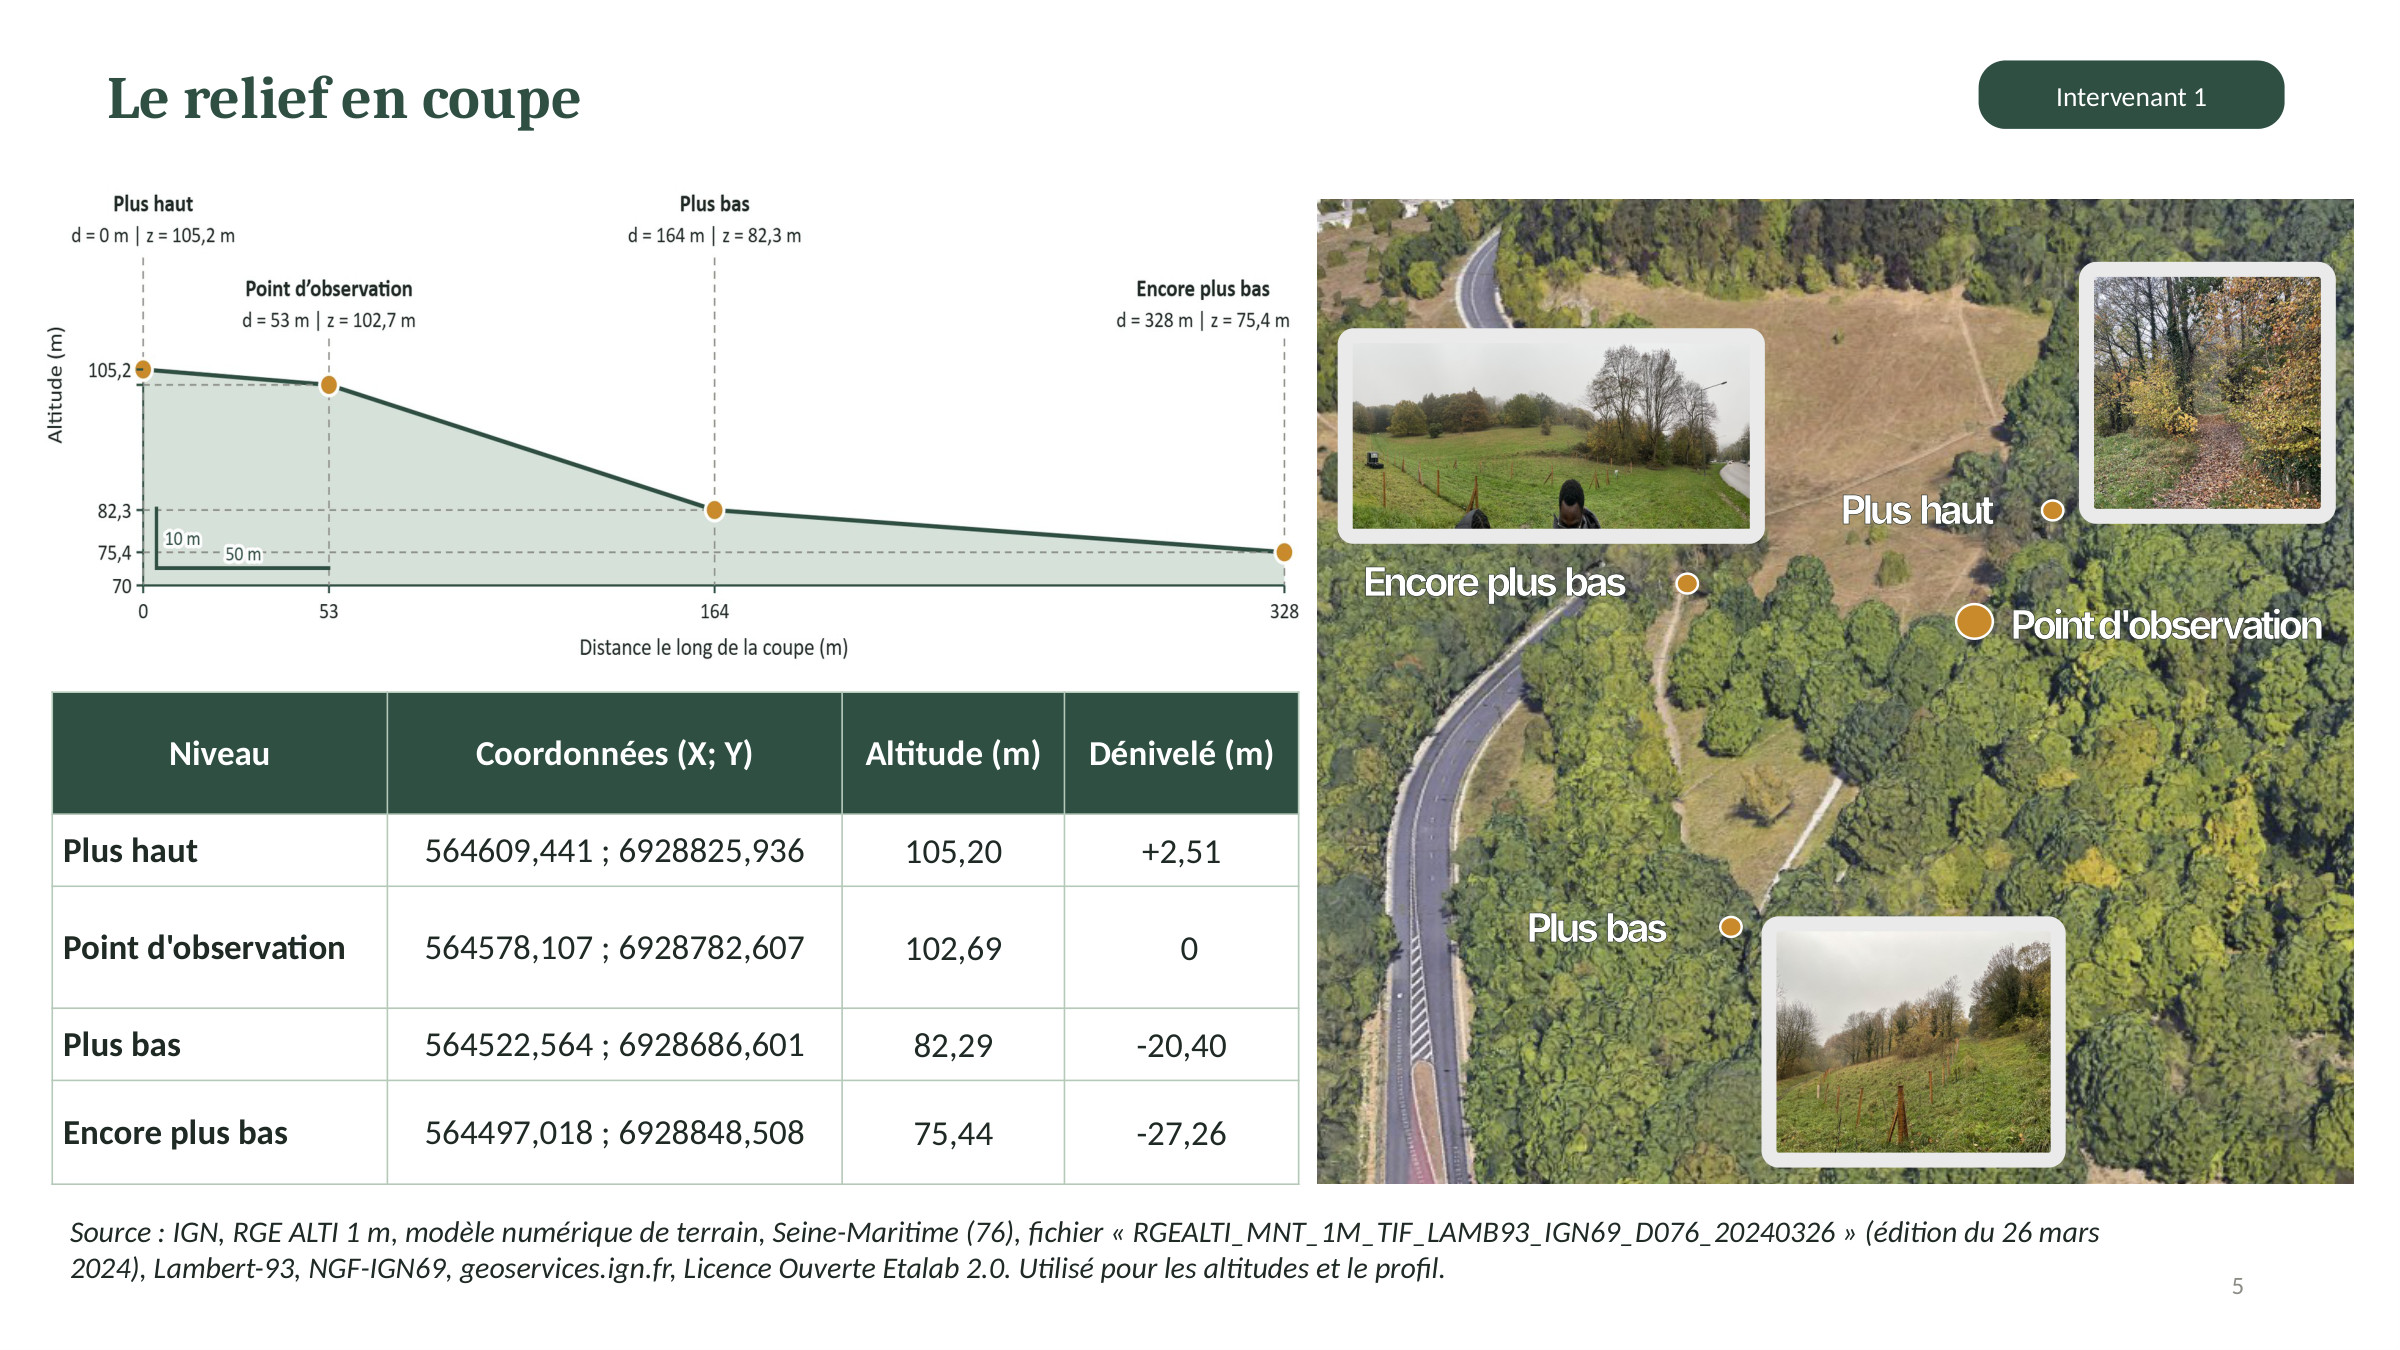 Le relief en coupe
Intervenant 1
Plus haut
d = 0 m | z = 105,2 m
Plus bas
d = 164 m | z = 82,3 m
Point d’observation
d = 53 m | z = 102,7 m
Encore plus bas
d = 328 m | z = 75,4 m
Altitude (m)
105,2
82,3
75,4
70
10 m
50 m
0
53
164
328
Distance le long de la coupe (m)
Niveau Coordonnées (X; Y) Altitude (m) Dénivelé (m)
Plus haut 564609,441 ; 6928825,936 105,20 +2,51
Point d'observation 564578,107 ; 6928782,607 102,69 0
Plus bas 564522,564 ; 6928686,601 82,29 -20,40
Encore plus bas 564497,018 ; 6928848,508 75,44 -27,26
Plus haut
Encore plus bas
Point d'observation
Plus bas
Source : IGN, RGE ALTI 1 m, modèle numérique de terrain, Seine-Maritime (76), fichier « RGEALTI_MNT_1M_TIF_LAMB93_IGN69_D076_20240326 » (édition du 26 mars
2024), Lambert-93, NGF-IGN69, geoservices.ign.fr, Licence Ouverte Etalab 2.0. Utilisé pour les altitudes et le profil.
5